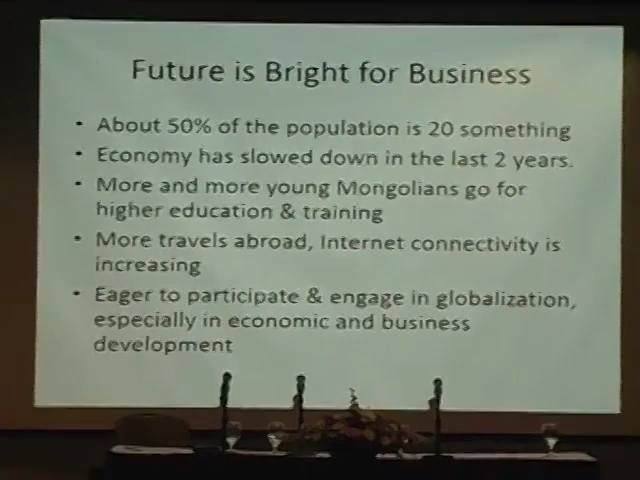 Future is Bright for Business
• About 50% of the population is 20 something
• Economy has slowed down in the last 2 years.
• More and more young Mongolians go for
higher education & training
• More travels abroad, Internet connectivity is
increasing
• Eager to participate & engage in globalization,
especially in economic and business
development